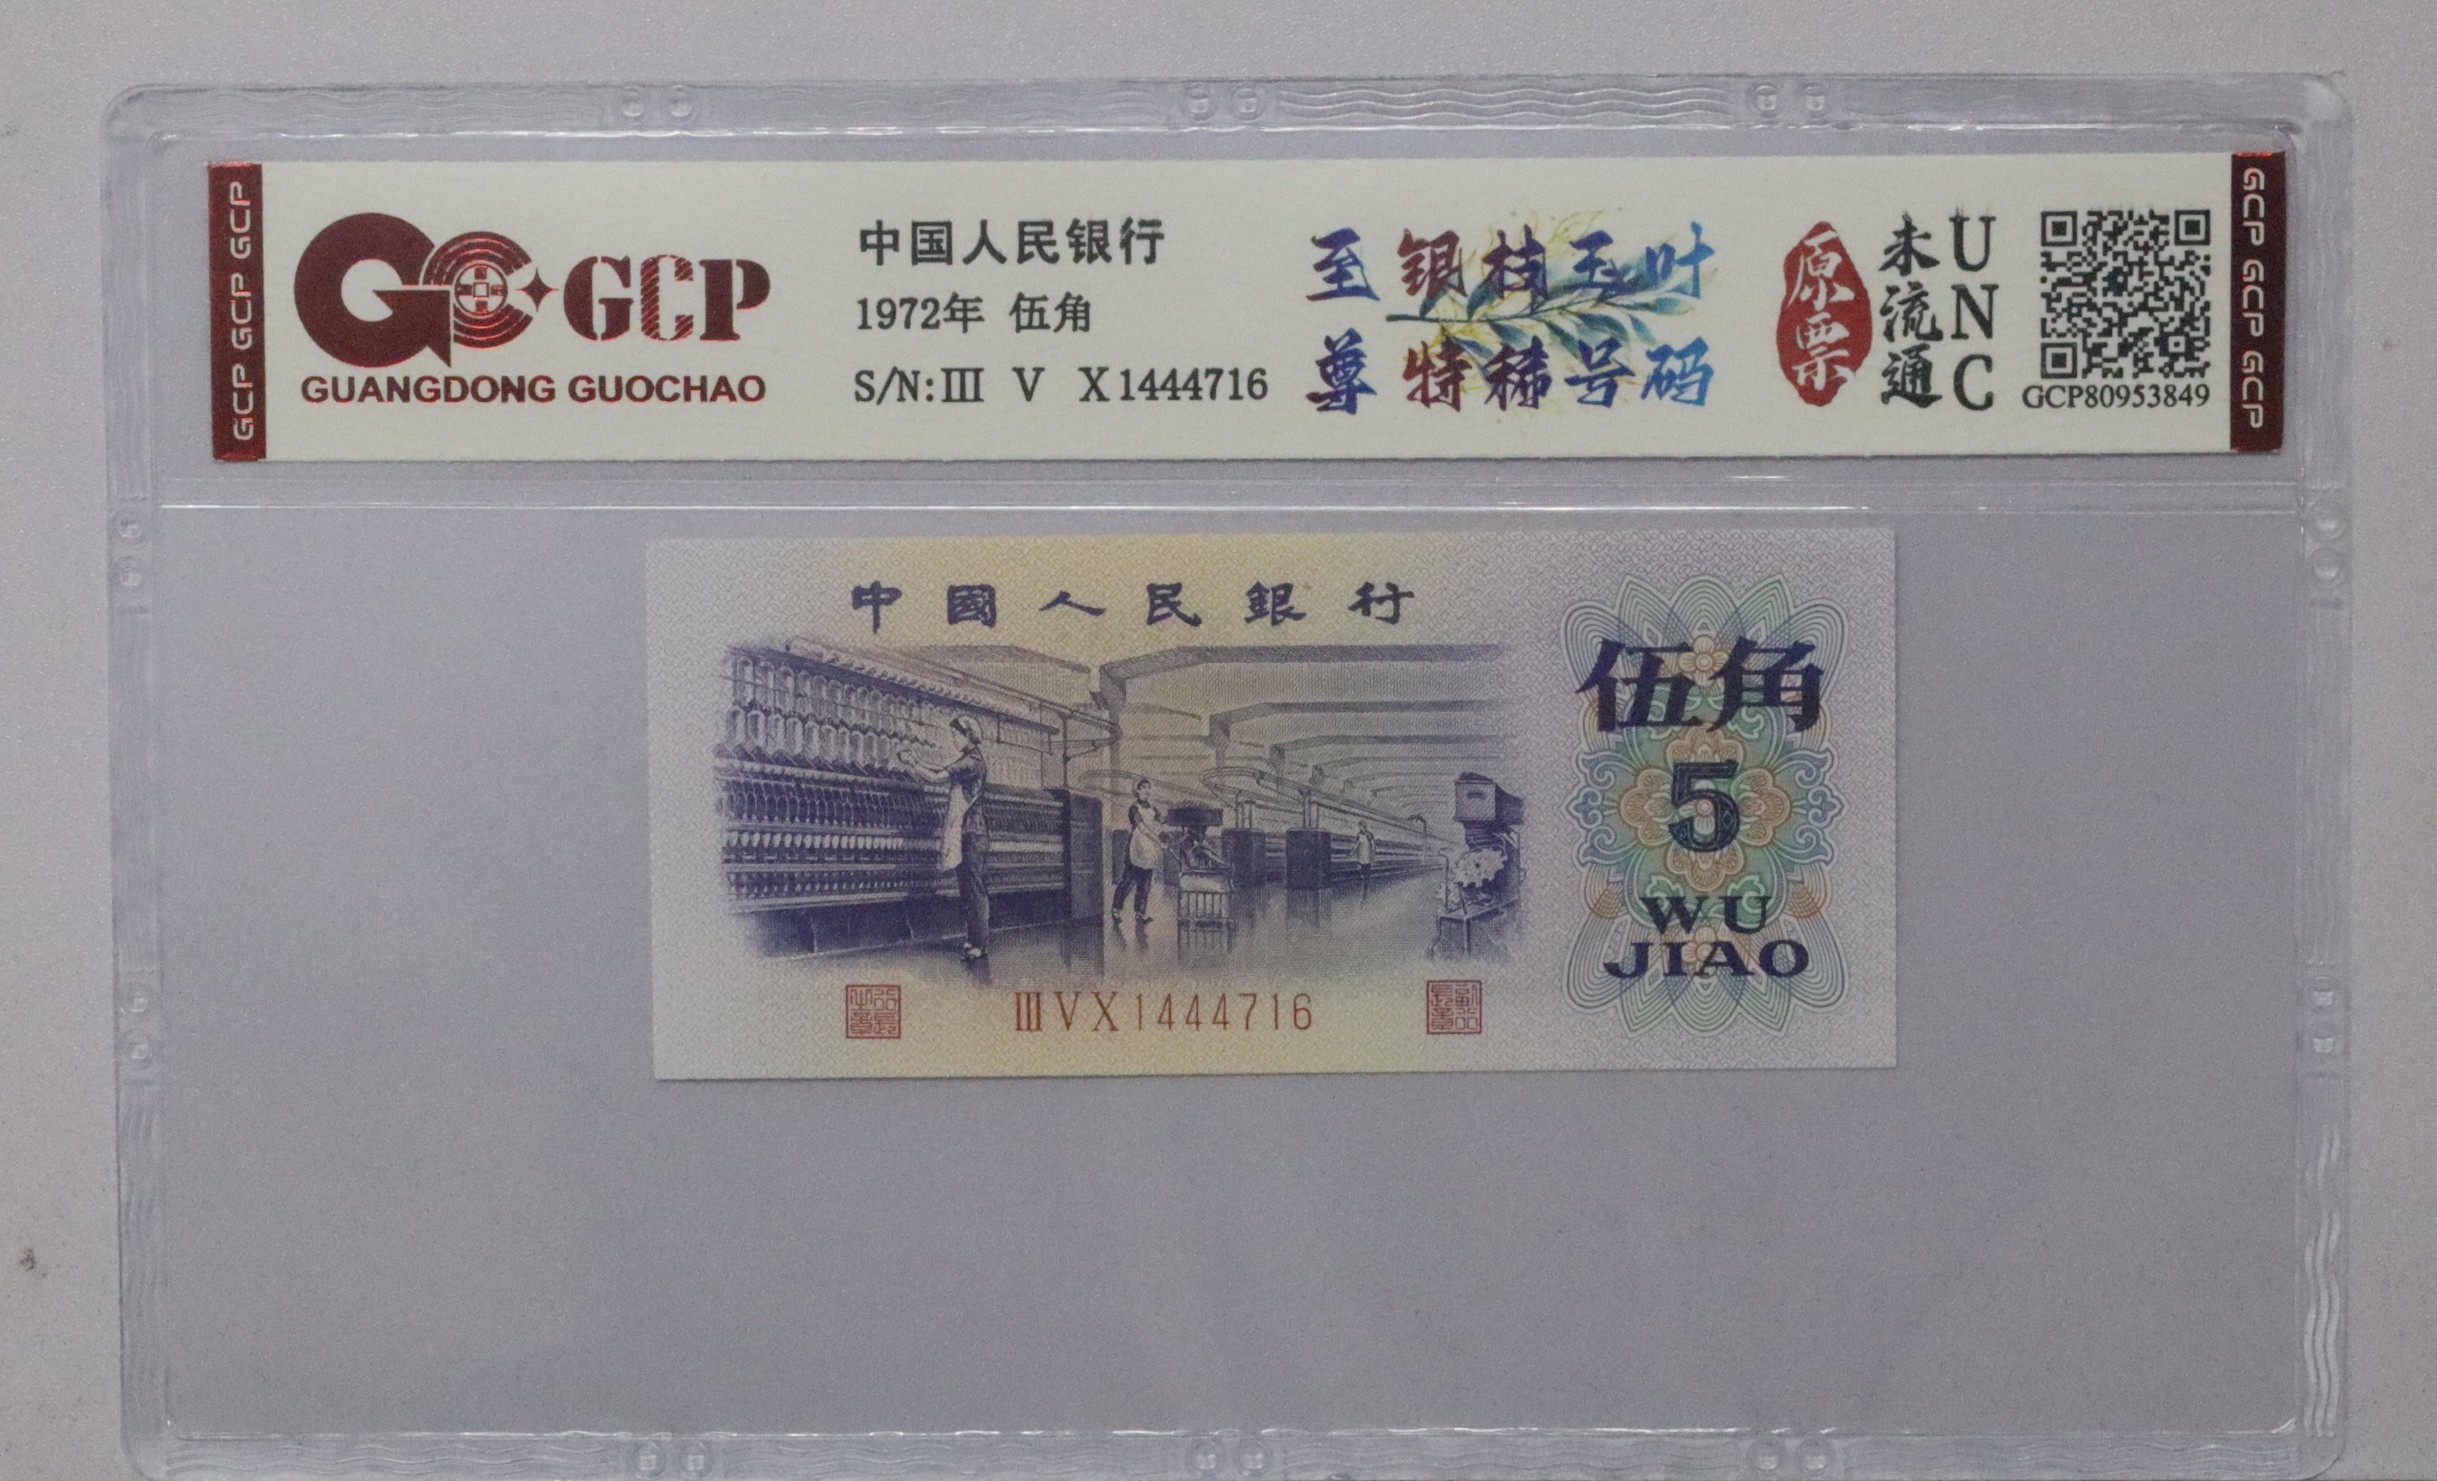 GCP GCP GCP
GCP
GUANGDONG GUOCHAO
中国人民银行
1972年 伍角
S/N:Ⅲ V X1444716
至尊
银枝玉叶
特稀号码
原票
未流通
UNC
GCP80953849
GCP GCP GCP
中國人民銀行
伍角
5
WU
JIAO
ⅢVX1444716